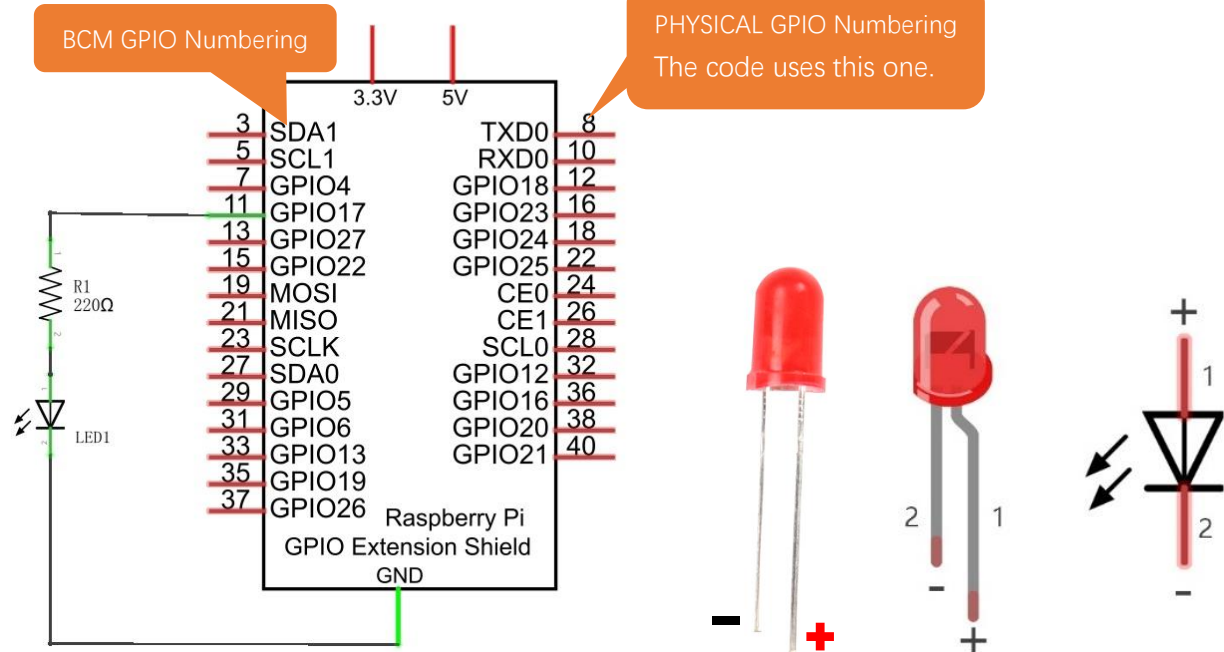 BCM GPIO Numbering
PHYSICAL GPIO Numbering
The code uses this one.
3.3V 5V
3 SDA1 TXD0 8
5 SCL1 RXD0 10
7 GPIO4 GPIO18 12
11 GPIO17 GPIO23 16
13 GPIO27 GPIO24 18
15 GPIO22 GPIO25 22
19 MOSI CE0 24
21 MISO CE1 26
23 SCLK SCL0 28
27 SDA0 GPIO12 32
29 GPIO5 GPIO16 36
31 GPIO6 GPIO20 38
33 GPIO13 GPIO21 40
35 GPIO19
37 GPIO26
Raspberry Pi
GPIO Extension Shield
GND
1
R1
220Ω
2
1
LED1
2
- +
2 1
- +
+
1
2
-